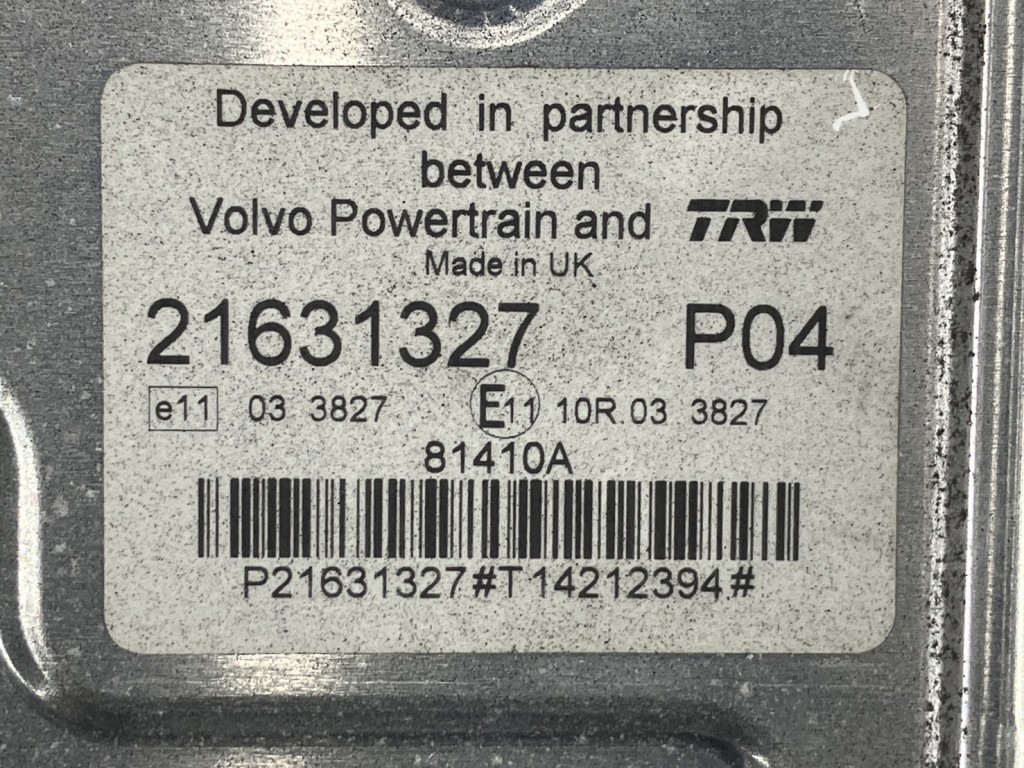 Developed in partnership
between
Volvo Powertrain and TRW
Made in UK
21631327 P04
e11 03 3827 E11 10R.03 3827
81410A
P21631327#T14212394#